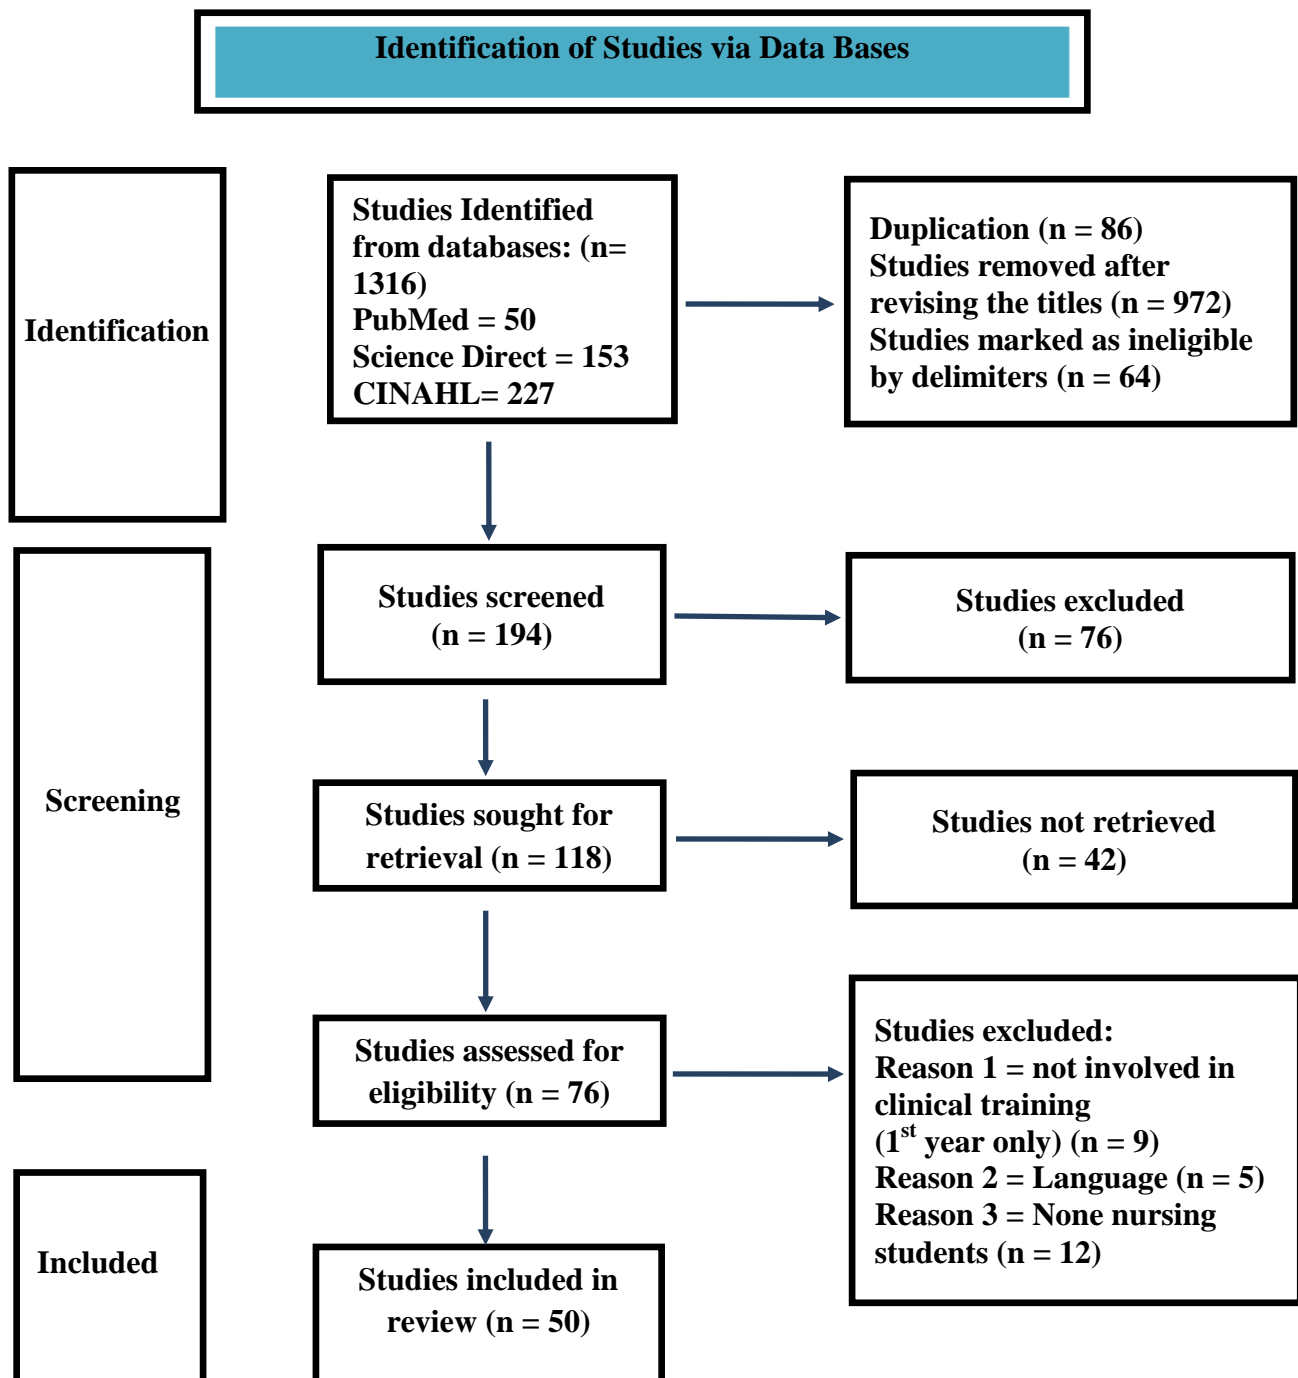 Identification of Studies via Data Bases
Identification
Studies Identified
from databases: (n=
1316)
PubMed = 50
Science Direct = 153
CINAHL= 227
Duplication (n = 86)
Studies removed after
revising the titles (n = 972)
Studies marked as ineligible
by delimiters (n = 64)
Screening
Studies screened
(n = 194)
Studies excluded
(n = 76)
Studies sought for
retrieval (n = 118)
Studies not retrieved
(n = 42)
Studies assessed for
eligibility (n = 76)
Studies excluded:
Reason 1 = not involved in
clinical training
(1st year only) (n = 9)
Reason 2 = Language (n = 5)
Reason 3 = None nursing
students (n = 12)
Included
Studies included in
review (n = 50)